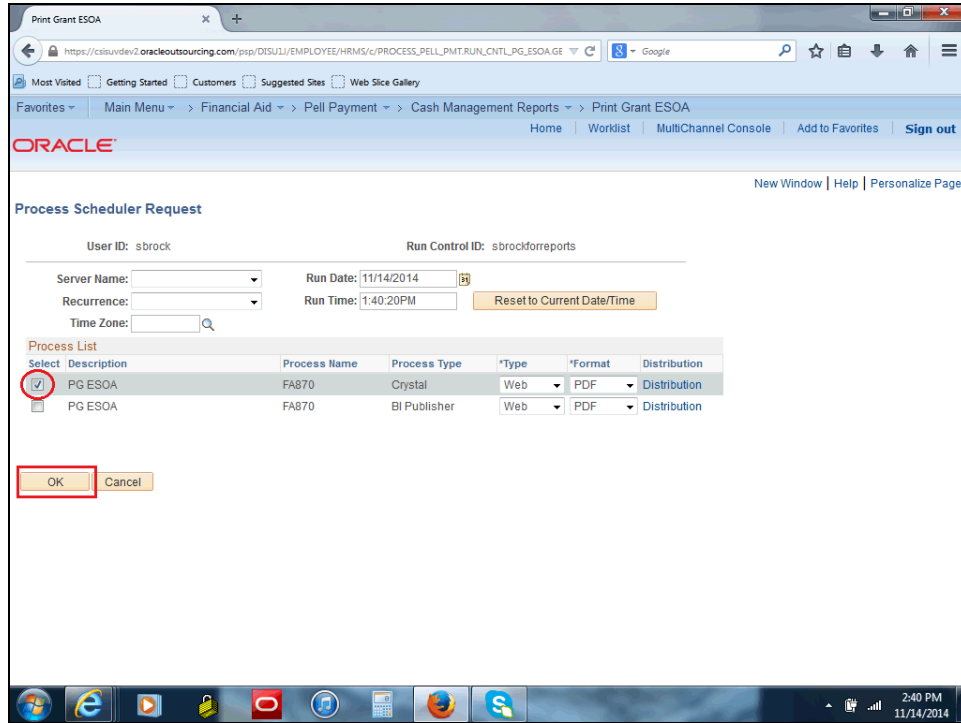 Print Grant ESOA
https://csisuvdev2.oracleoutsourcing.com/psp/DISU1J/EMPLOYEE/HRMS/c/PROCESS_PELL_PMT.RUN_CNTL_PG_ESOA.GE
Google
Most Visited Getting Started Customers Suggested Sites Web Slice Gallery
Favorites Main Menu > Financial Aid > Pell Payment > Cash Management Reports > Print Grant ESOA
Home Worklist MultiChannel Console Add to Favorites Sign out
ORACLE
New Window | Help | Personalize Page
Process Scheduler Request
User ID: sbrock Run Control ID: sbrockforreports
Server Name: Run Date: 11/14/2014
Recurrence: Run Time: 1:40:20PM Reset to Current Date/Time
Time Zone:
Process List
Select Description Process Name Process Type *Type *Format Distribution
PG ESOA FA870 Crystal Web PDF Distribution
PG ESOA FA870 BI Publisher Web PDF Distribution
OK Cancel
2:40 PM
11/14/2014